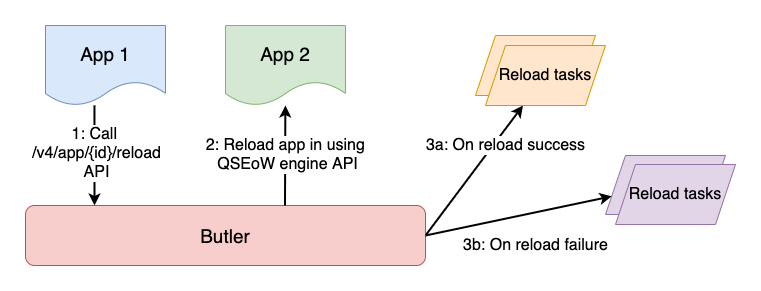 App 1
App 2
Reload tasks
1: Call
/v4/app/{id}/reload
API
2: Reload app in using
QSEoW engine API
3a: On reload success
Reload tasks
Butler
3b: On reload failure